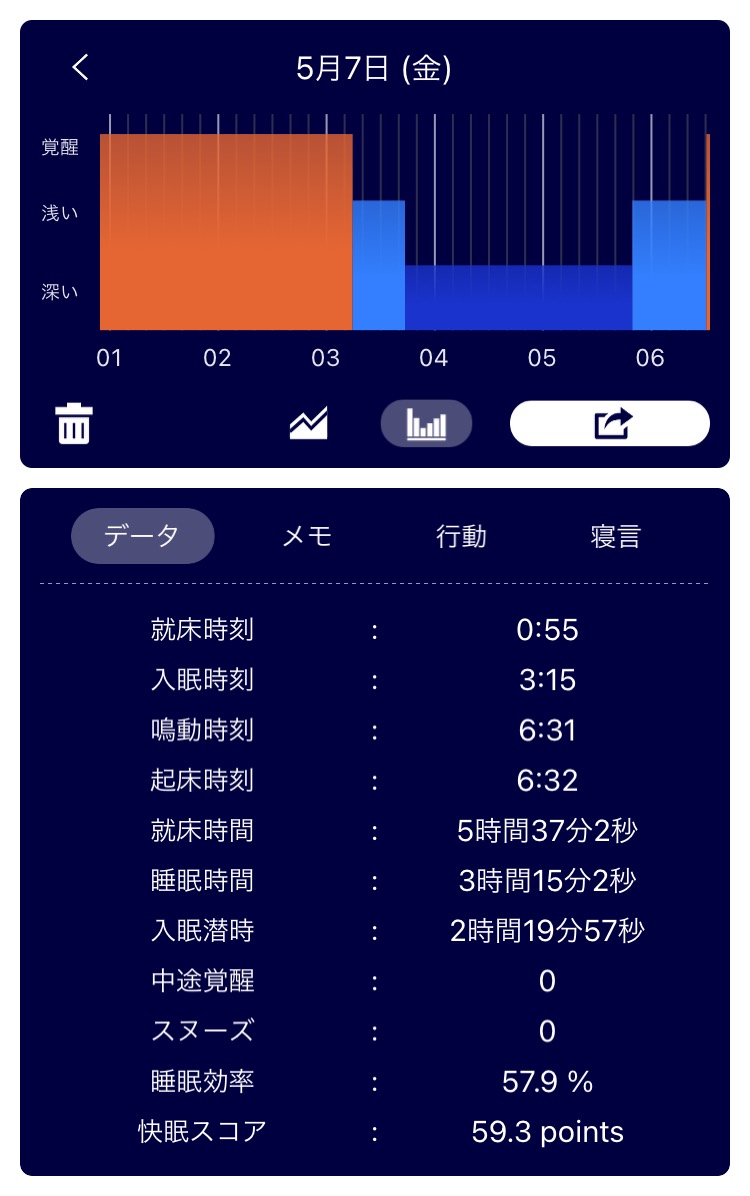 5月7日 (金)
覚醒
浅い
深い
01 02 03 04 05 06
データ メモ 行動 寝言
就床時刻 : 0:55
入眠時刻 : 3:15
鳴動時刻 : 6:31
起床時刻 : 6:32
就床時間 : 5時間37分2秒
睡眠時間 : 3時間15分2秒
入眠潜時 : 2時間19分57秒
中途覚醒 : 0
スヌーズ : 0
睡眠効率 : 57.9 %
快眠スコア : 59.3 points